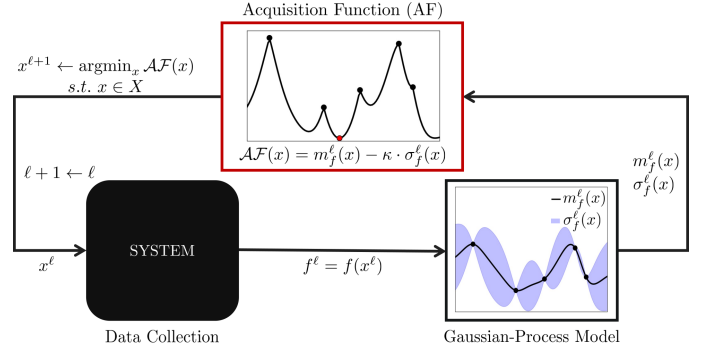 Acquisition Function (AF)
x^{ℓ+1} ← argmin_x 𝒜ℱ(x)
s.t. x ∈ X
𝒜ℱ(x) = m_f^ℓ(x) − κ · σ_f^ℓ(x)
ℓ + 1 ← ℓ
m_f^ℓ(x)
σ_f^ℓ(x)
m_f^ℓ(x)
σ_f^ℓ(x)
SYSTEM
x^ℓ
f^ℓ = f(x^ℓ)
Data Collection
Gaussian-Process Model